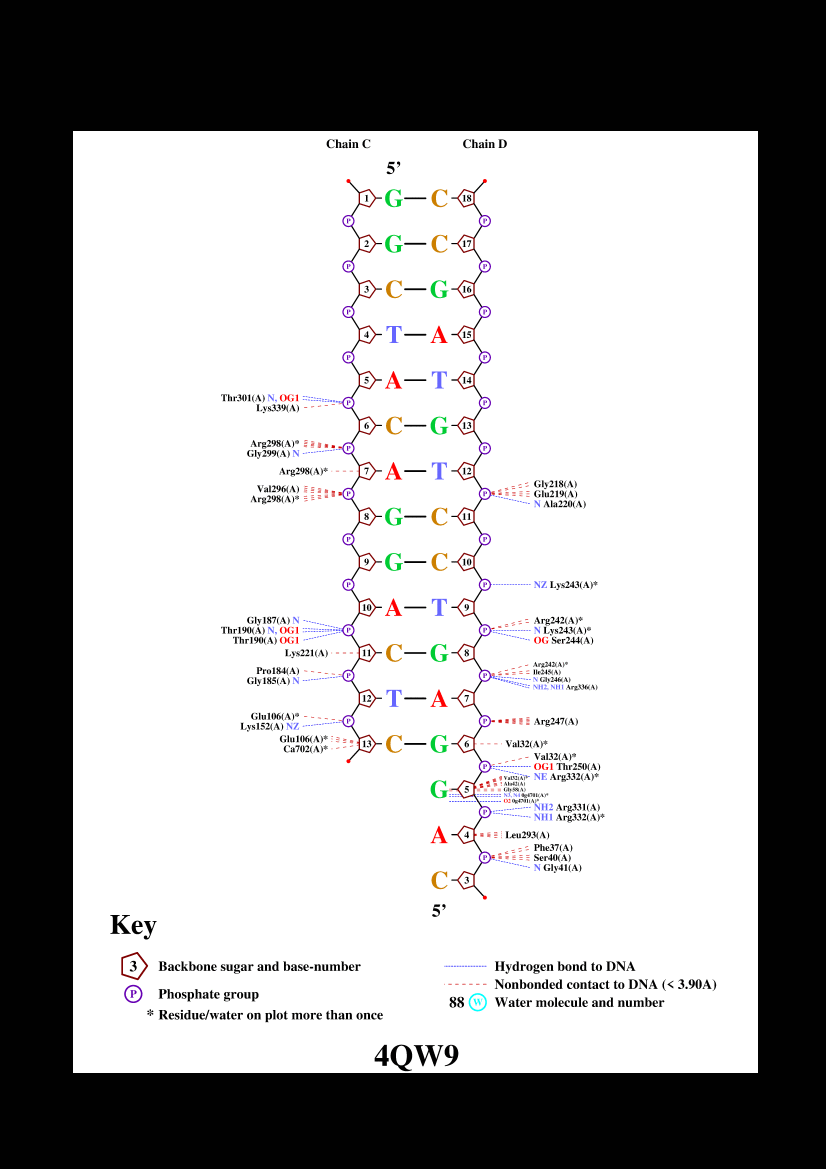 Chain C Chain D
5’
1 G C 18
P P
2 G C 17
P P
3 C G 16
P P
4 T A 15
P P
5 A T 14
Thr301(A) N, OG1 P P
Lys339(A)
6 C G 13
Arg298(A)* P P
Gly299(A) N
Arg298(A)* 7 A T 12
Val296(A) P P Gly218(A)
Arg298(A)* Glu219(A)
N Ala220(A)
8 G C 11
P P
9 G C 10
P P NZ Lys243(A)*
10 A T 9
Gly187(A) N Arg242(A)*
Thr190(A) N, OG1 P P N Lys243(A)*
Thr190(A) OG1 OG Ser244(A)
Lys221(A) 11 C G 8
Arg242(A)*
Pro184(A) P P Ile245(A)
Gly185(A) N N Gly246(A)
NH2, NH1 Arg336(A)
12 T A 7
Glu106(A)* P P Arg247(A)
Lys152(A) NZ
Glu106(A)* 13 C G 6 Val32(A)*
Ca702(A)*
Val32(A)*
P OG1 Thr250(A)
NE Arg332(A)*
Val32(A)*
Ala42(A)
G 5 Gly38(A)
N3, N4 0g4701(A)*
O2 0g4701(A)*
P NH2 Arg331(A)
NH1 Arg332(A)*
A 4 Leu293(A)
Phe37(A)
P Ser40(A)
N Gly41(A)
C 3
5’
Key
3 Backbone sugar and base-number
P Phosphate group
* Residue/water on plot more than once
Hydrogen bond to DNA
Nonbonded contact to DNA (< 3.90A)
88 W Water molecule and number
4QW9